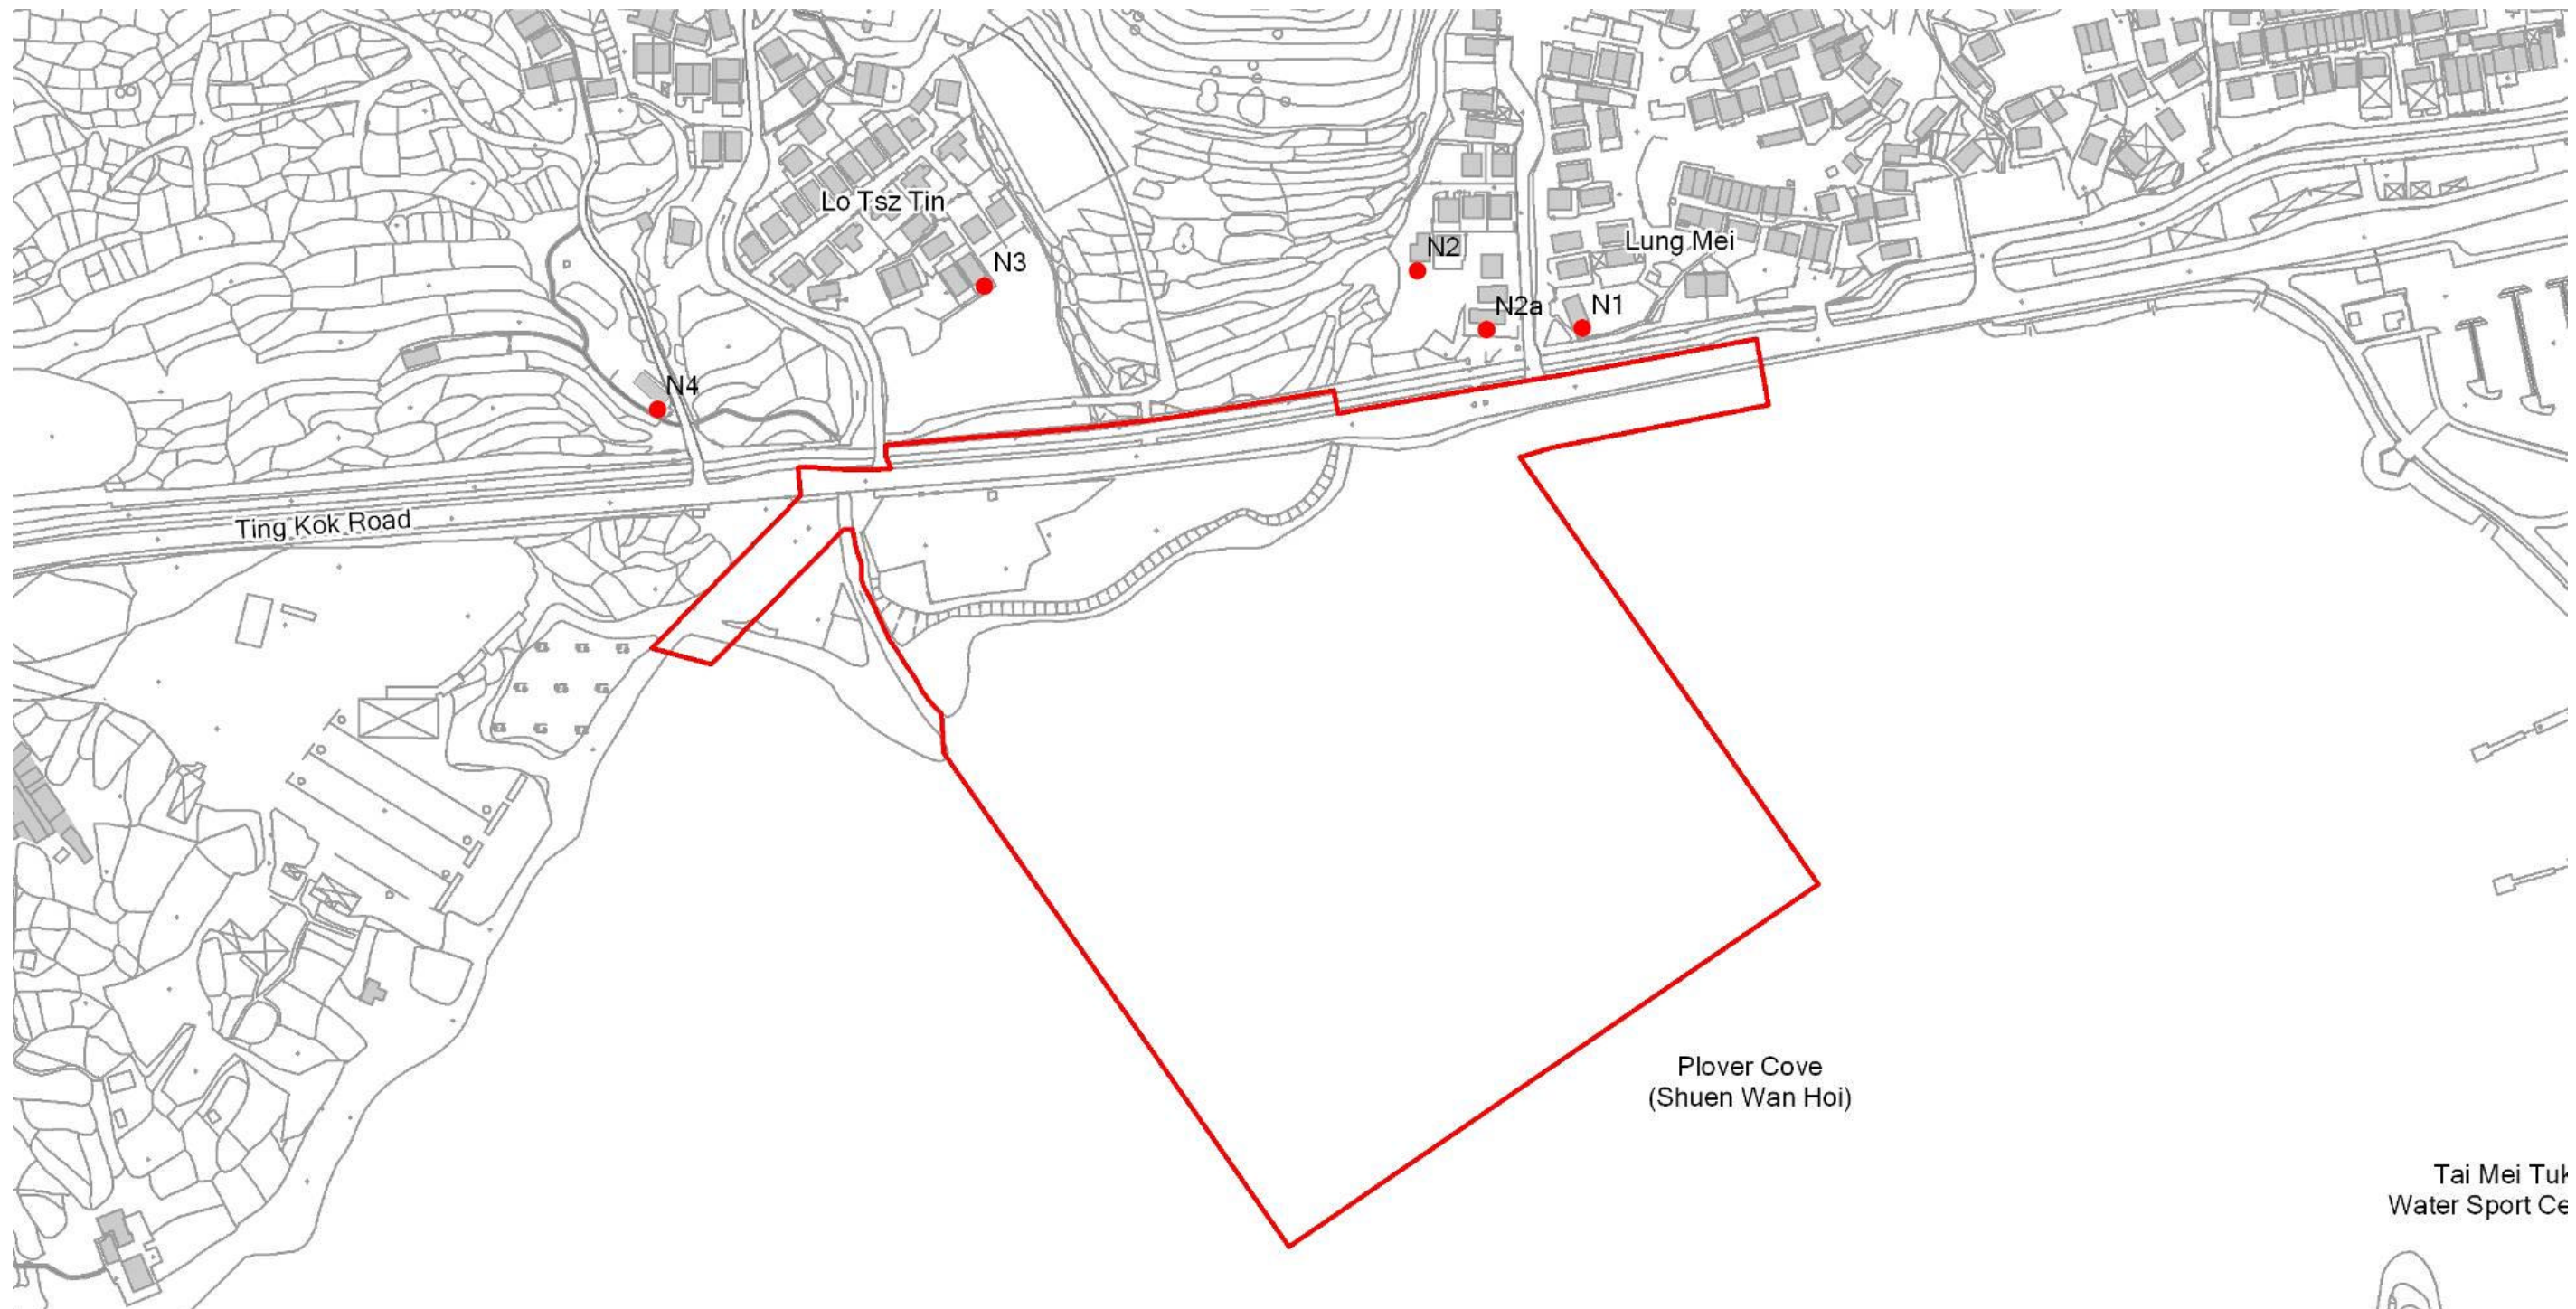 Lo Tsz Tin
Lung Mei
N2
N3
N2a
N1
N4
Ting Kok Road
Plover Cove
(Shuen Wan Hoi)
Tai Mei Tuk
Water Sport Ce